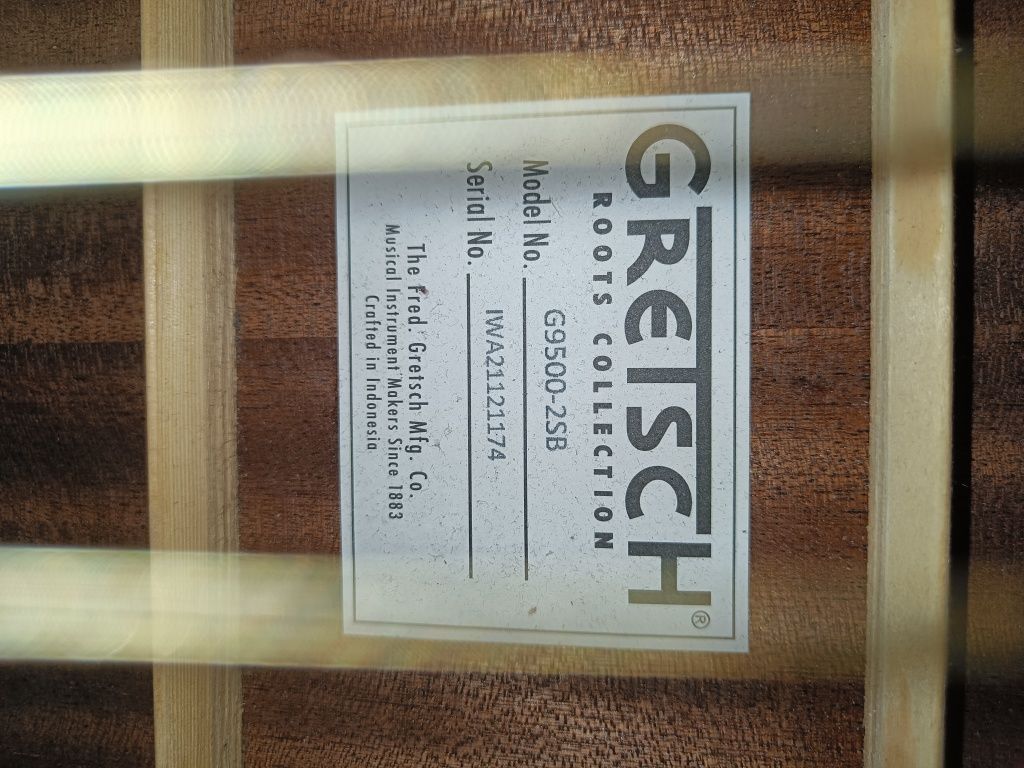 GRETSCH®
ROOTS COLLECTION
Model No. G9500-2SB
Serial No. IWA21121174
The Fred. Gretsch Mfg. Co.
Musical Instrument Makers Since 1883
Crafted in Indonesia